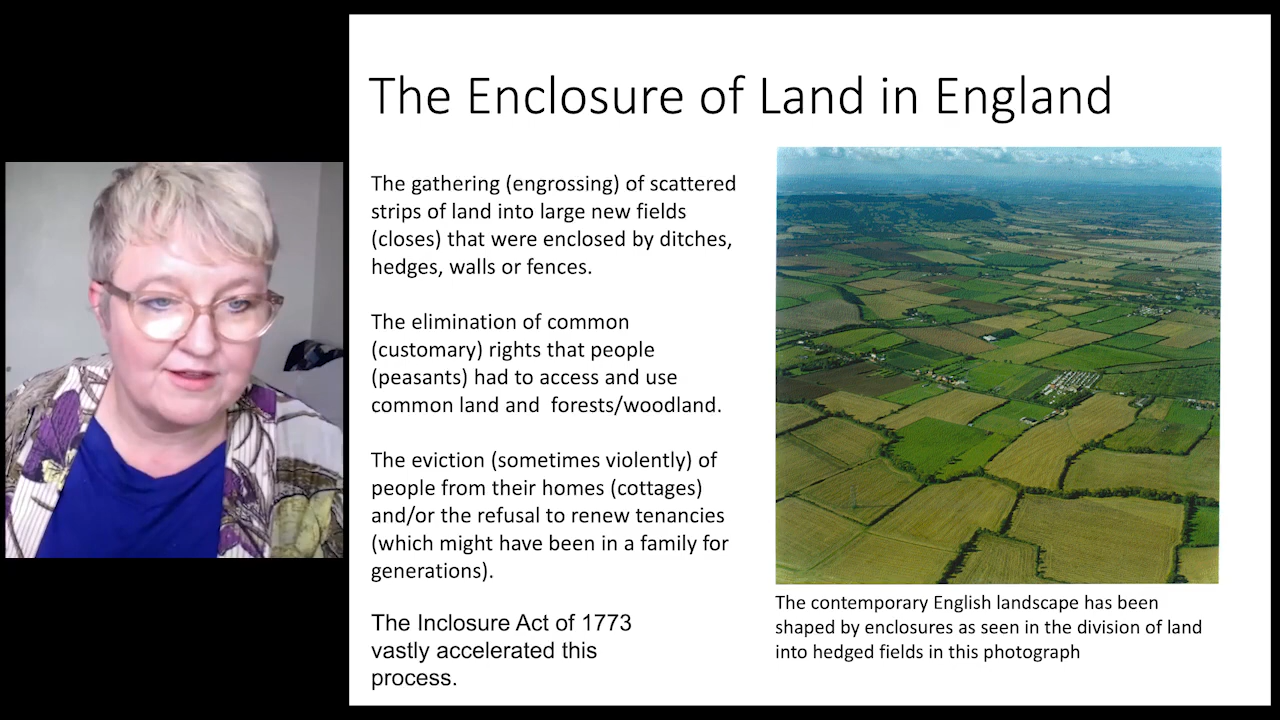 The Enclosure of Land in England
The gathering (engrossing) of scattered
strips of land into large new fields
(closes) that were enclosed by ditches,
hedges, walls or fences.
The elimination of common
(customary) rights that people
(peasants) had to access and use
common land and  forests/woodland.
The eviction (sometimes violently) of
people from their homes (cottages)
and/or the refusal to renew tenancies
(which might have been in a family for
generations).
The Inclosure Act of 1773
vastly accelerated this
process.
The contemporary English landscape has been
shaped by enclosures as seen in the division of land
into hedged fields in this photograph